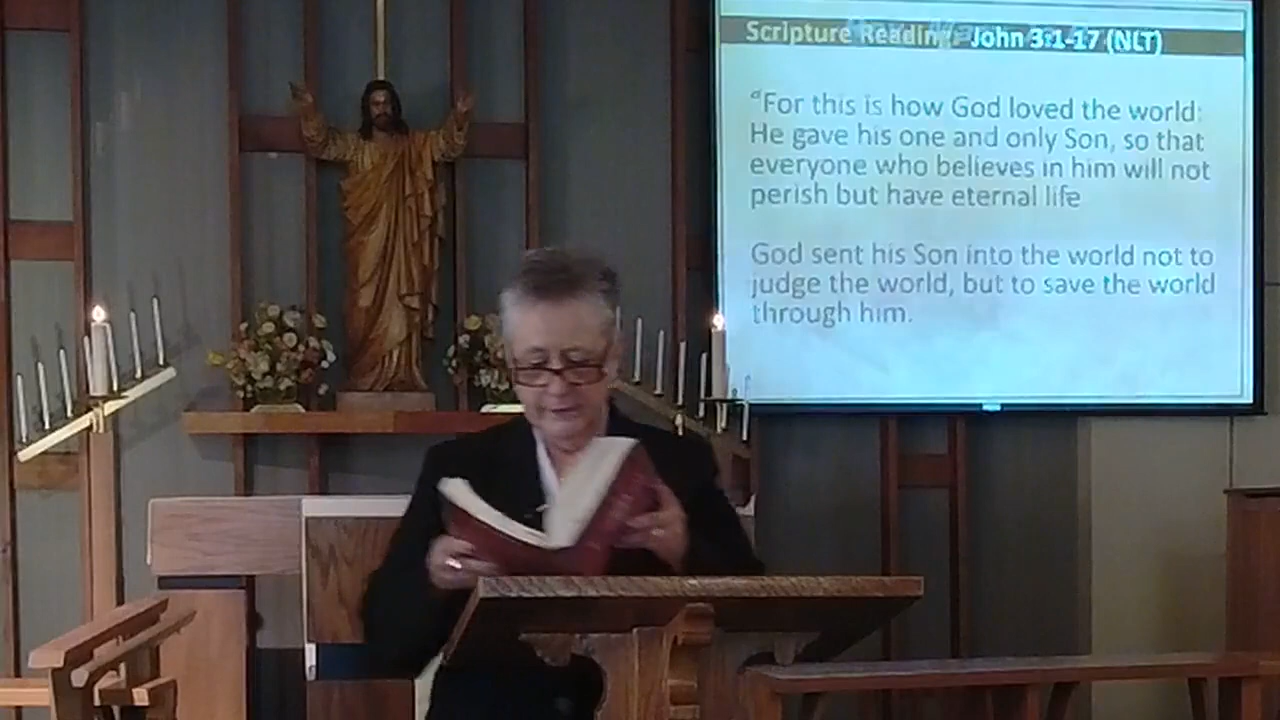 Scripture Reading: John 3:1-17 (NLT)
“For this is how God loved the world:
He gave his one and only Son, so that
everyone who believes in him will not
perish but have eternal life
God sent his Son into the world not to
judge the world, but to save the world
through him.